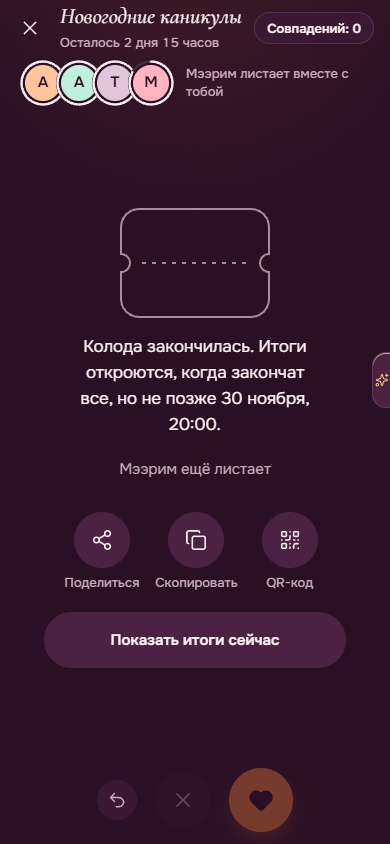 Новогодние каникулы
Осталось 2 дня 15 часов
Совпадений: 0
А А Т М
Мээрим листает вместе с
тобой
Колода закончилась. Итоги
откроются, когда закончат
все, но не позже 30 ноября,
20:00.
Мээрим ещё листает
Поделиться Скопировать QR-код
Показать итоги сейчас